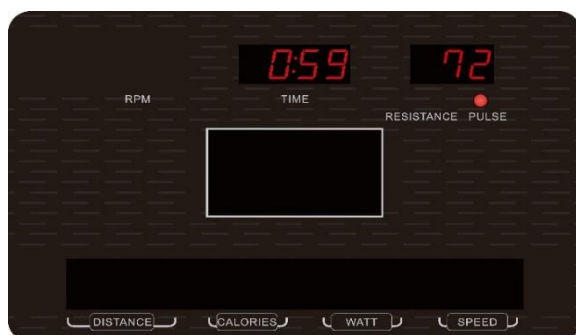 0:59 72
RPM TIME
RESISTANCE PULSE
DISTANCE CALORIES WATT SPEED